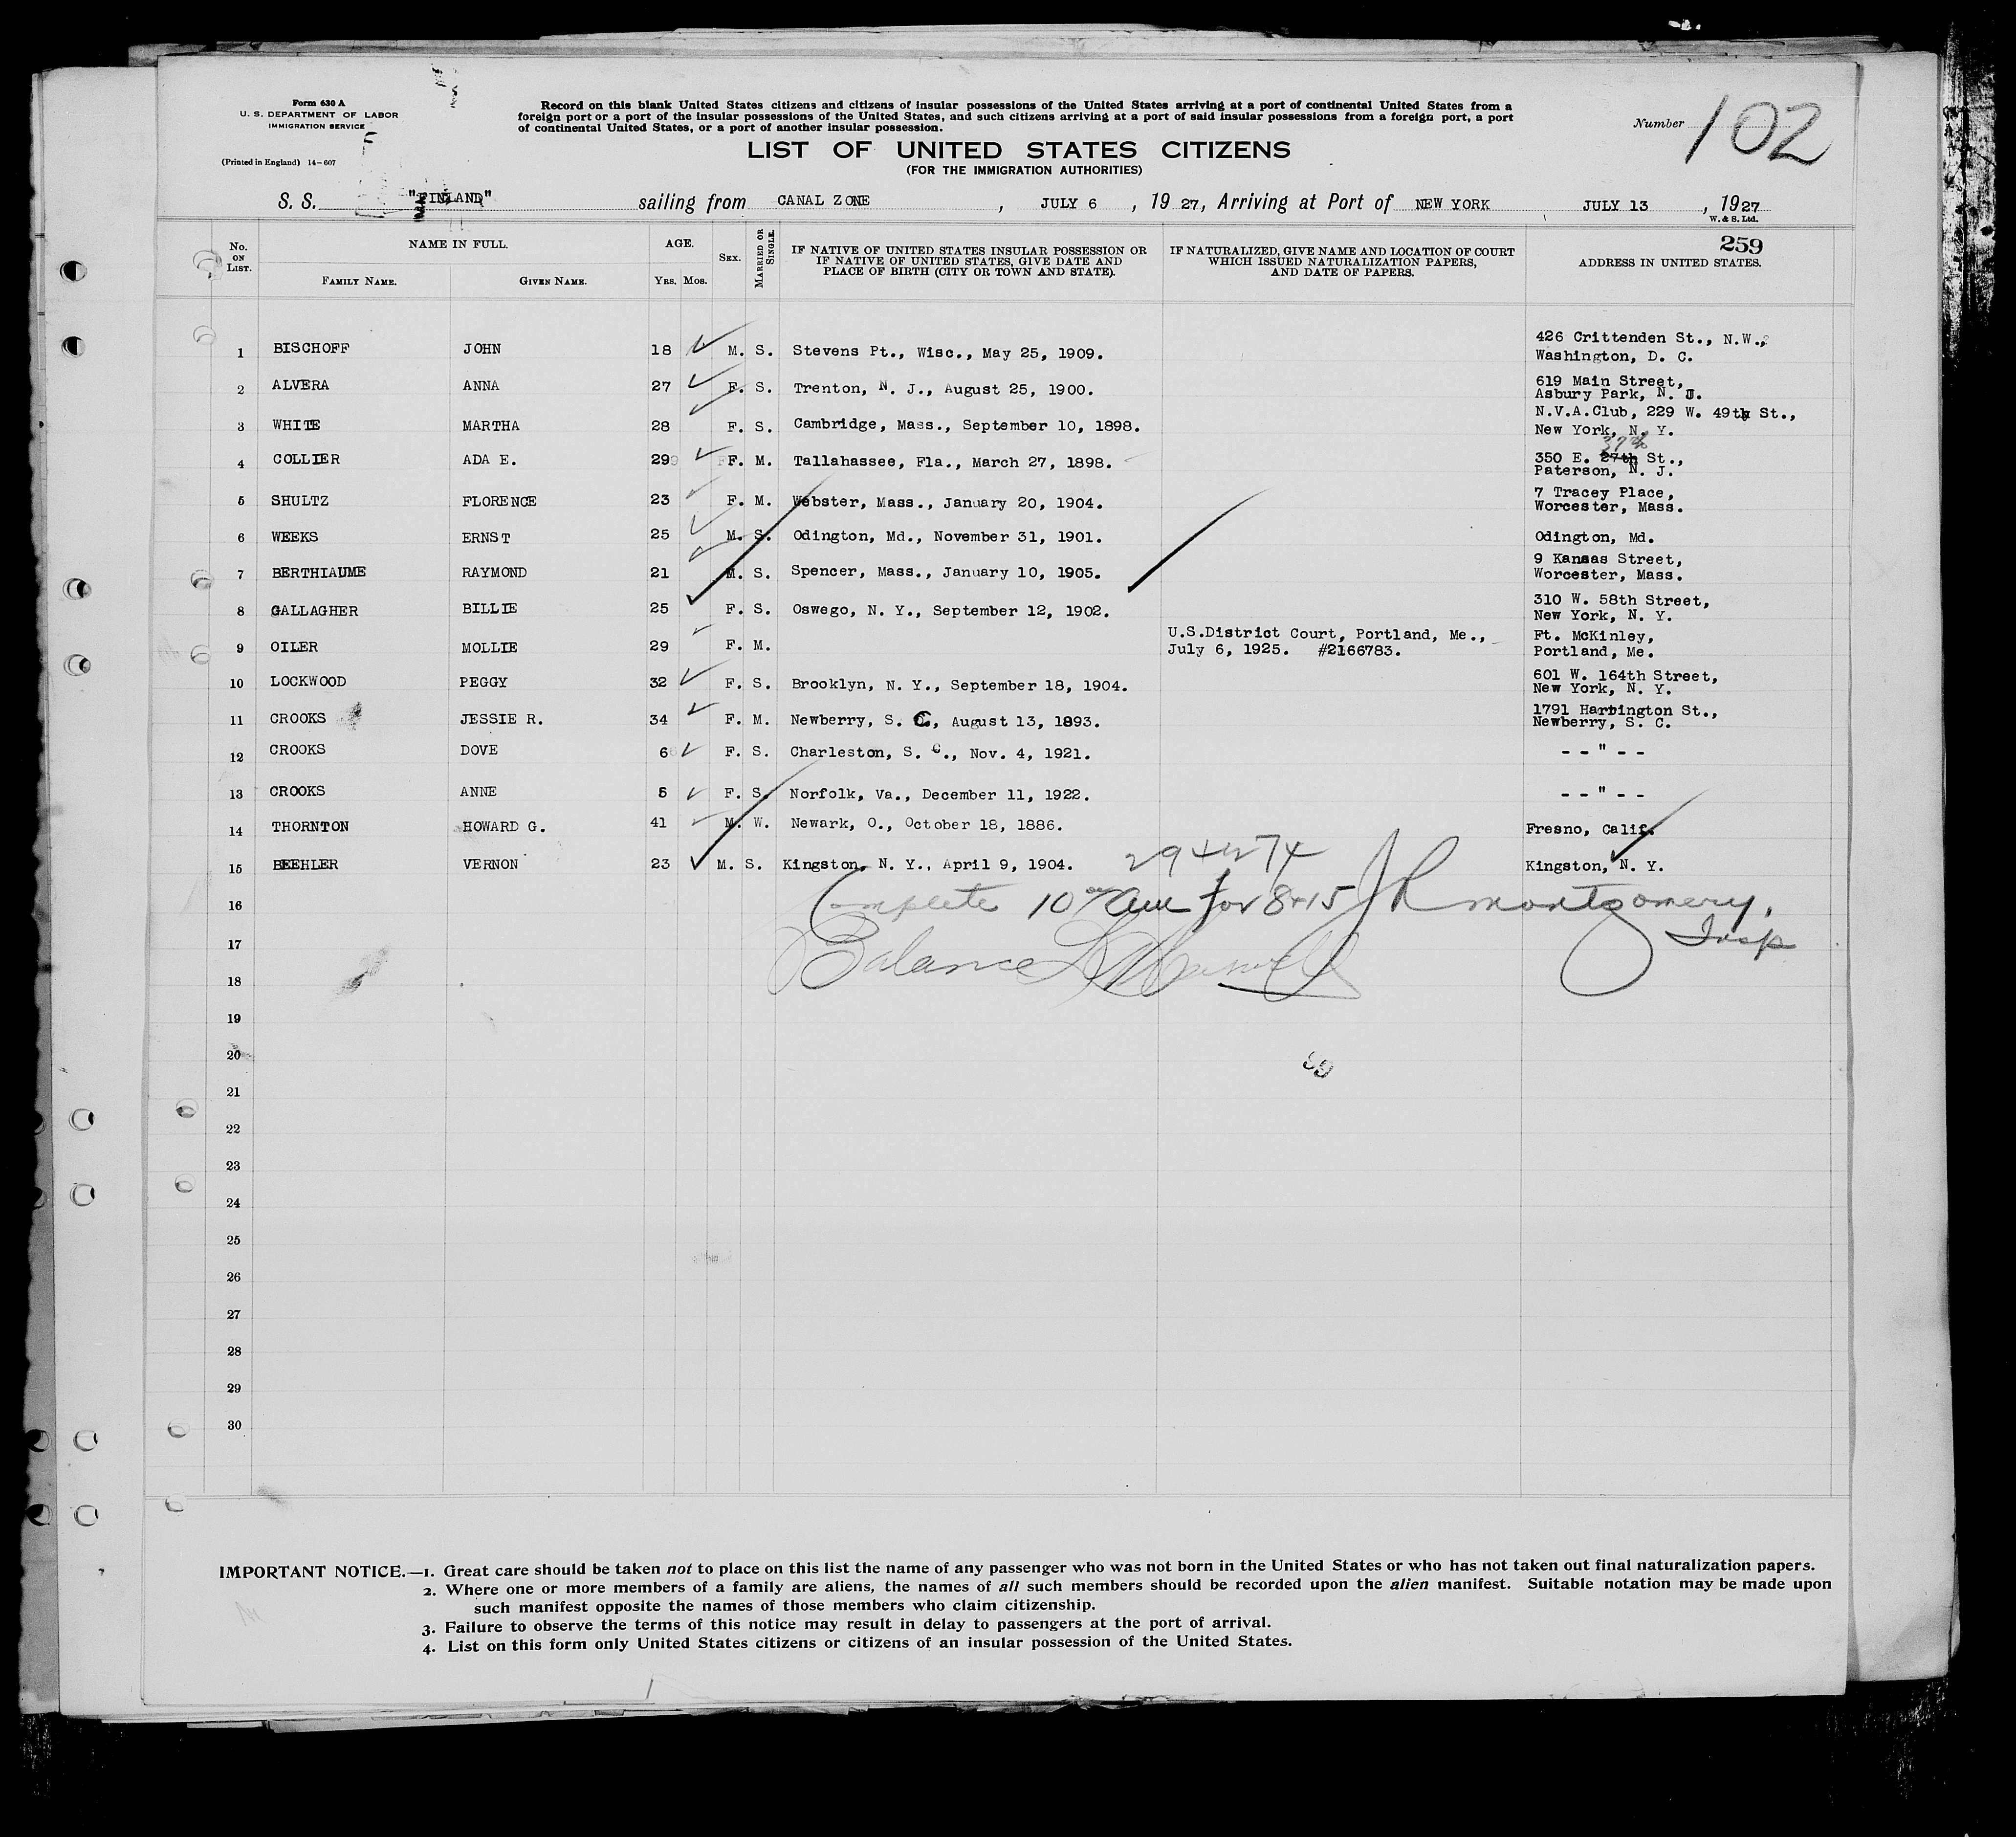 Form 630 A
U. S. DEPARTMENT OF LABOR
IMMIGRATION SERVICE
(Printed in England) 14-607
Record on this blank United States citizens and citizens of insular possessions of the United States arriving at a port of continental United States from a
foreign port or a port of the insular possessions of the United States, and such citizens arriving at a port of said insular possessions from a foreign port, a port
of continental United States, or a port of another insular possession.
Number 102
LIST OF UNITED STATES CITIZENS
(FOR THE IMMIGRATION AUTHORITIES)
S. S. "FINLAND" sailing from CANAL ZONE, JULY 6, 1927, Arriving at Port of NEW YORK JULY 13, 1927
W. & S. Ltd.
259
No. ON LIST. NAME IN FULL. FAMILY NAME. GIVEN NAME. AGE. YRS. MOS. SEX. MARRIED OR SINGLE. IF NATIVE OF UNITED STATES INSULAR POSSESSION OR IF NATIVE OF UNITED STATES, GIVE DATE AND PLACE OF BIRTH (CITY OR TOWN AND STATE). IF NATURALIZED, GIVE NAME AND LOCATION OF COURT WHICH ISSUED NATURALIZATION PAPERS, AND DATE OF PAPERS. ADDRESS IN UNITED STATES.
1 BISCHOFF JOHN 18 M. S. Stevens Pt., Wisc., May 25, 1909. 426 Crittenden St., N.W., Washington, D. C.
2 ALVERA ANNA 27 F. S. Trenton, N. J., August 25, 1900. 619 Main Street, Asbury Park, N. J.
3 WHITE MARTHA 28 F. S. Cambridge, Mass., September 10, 1898. N.V.A.Club, 229 W. 49th St., New York, N. Y.
4 COLLIER ADA E. 29 F. M. Tallahassee, Fla., March 27, 1898. 350 E. 27th 37th St., Paterson, N. J.
5 SHULTZ FLORENCE 23 F. M. Webster, Mass., January 20, 1904. 7 Tracey Place, Worcester, Mass.
6 WEEKS ERNST 25 M. S. Odington, Md., November 31, 1901. Odington, Md.
7 BERTHIAUME RAYMOND 21 M. S. Spencer, Mass., January 10, 1905. 9 Kansas Street, Worcester, Mass.
8 GALLAGHER BILLIE 25 F. S. Oswego, N. Y., September 12, 1902. 310 W. 58th Street, New York, N. Y.
9 OILER MOLLIE 29 F. M. U.S.District Court, Portland, Me., July 6, 1925. #2166783. Ft. McKinley, Portland, Me.
10 LOCKWOOD PEGGY 32 F. S. Brooklyn, N. Y., September 18, 1904. 601 W. 164th Street, New York, N. Y.
11 CROOKS JESSIE R. 34 F. M. Newberry, S. C., August 13, 1893. 1791 Harrington St., Newberry, S. C.
12 CROOKS DOVE 6 F. S. Charleston, S. C., Nov. 4, 1921. - - " - -
13 CROOKS ANNE 5 F. S. Norfolk, Va., December 11, 1922. - - " - -
14 THORNTON HOWARD G. 41 M. W. Newark, O., October 18, 1886. Fresno, Calif.
15 BEEHLER VERNON 23 M. S. Kingston, N. Y., April 9, 1904. Kingston, N. Y.
16 Complete 10 for 8+15 JR Montgomery, Insp
17 Balance
18
19
20
21
22
23
24
25
26
27
28
29
30
IMPORTANT NOTICE.—1. Great care should be taken not to place on this list the name of any passenger who was not born in the United States or who has not taken out final naturalization papers.
2. Where one or more members of a family are aliens, the names of all such members should be recorded upon the alien manifest. Suitable notation may be made upon
such manifest opposite the names of those members who claim citizenship.
3. Failure to observe the terms of this notice may result in delay to passengers at the port of arrival.
4. List on this form only United States citizens or citizens of an insular possession of the United States.